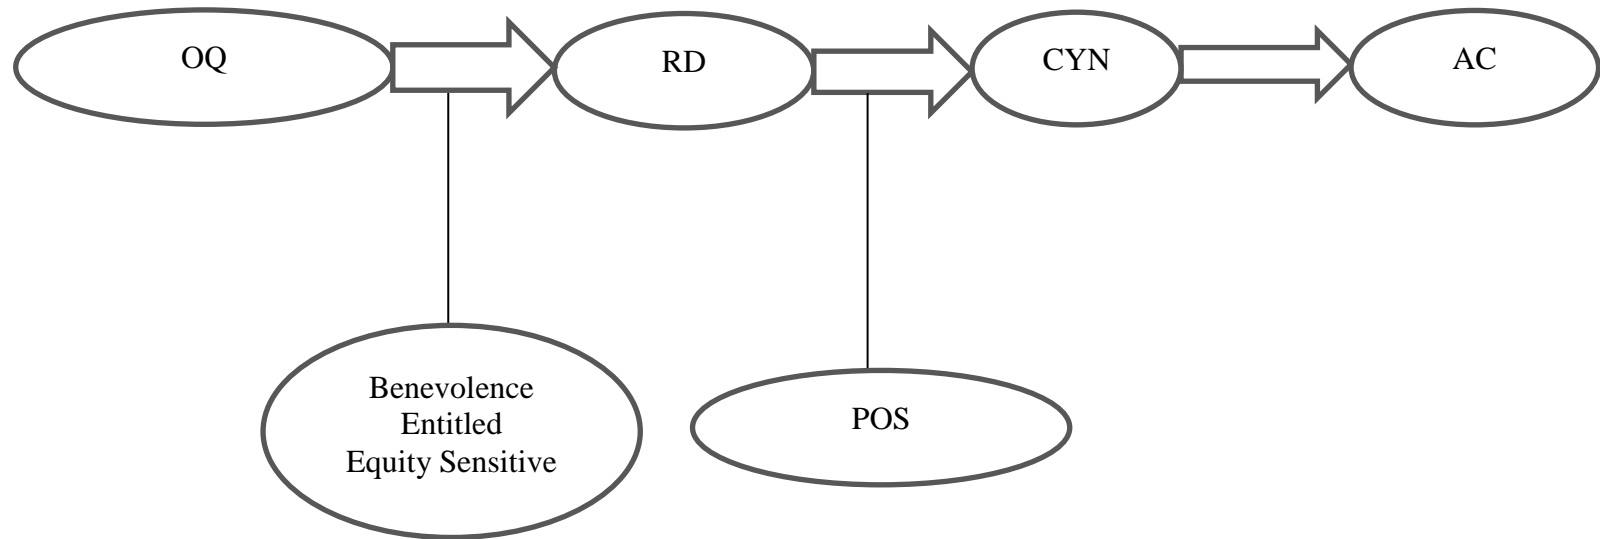 OQ
RD
CYN
AC
Benevolence
Entitled
Equity Sensitive
POS